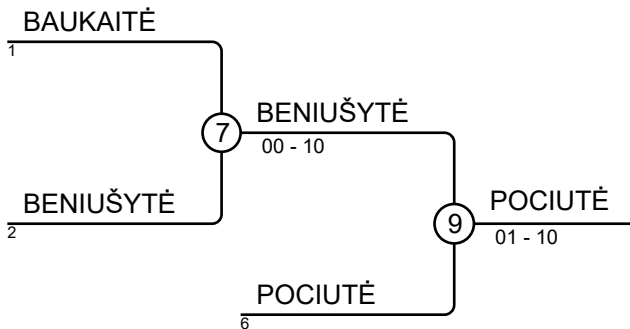 BAUKAITĖ
1
7
BENIUŠYTĖ
00 - 10
BENIUŠYTĖ
2
9
POCIUTĖ
01 - 10
POCIUTĖ
6